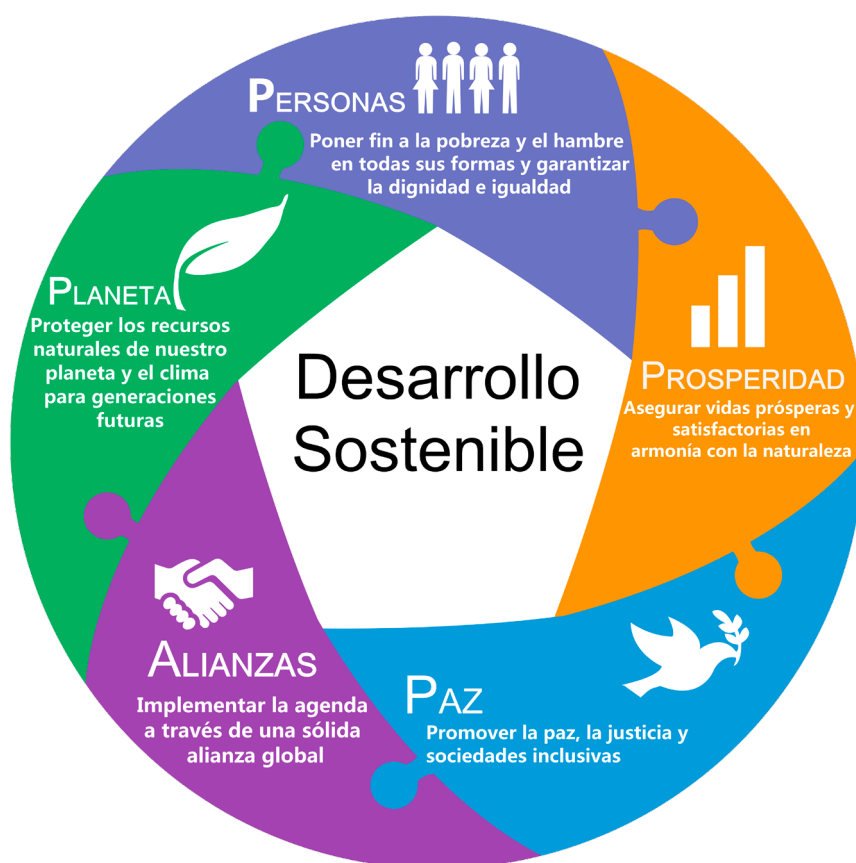 PERSONAS
Poner fin a la pobreza y el hambre
en todas sus formas y garantizar
la dignidad e igualdad
PROSPERIDAD
Asegurar vidas prósperas y
satisfactorias en
armonía con la naturaleza
PAZ
Promover la paz, la justicia y
sociedades inclusivas
ALIANZAS
Implementar la agenda
a través de una sólida
alianza global
PLANETA
Proteger los recursos
naturales de nuestro
planeta y el clima
para generaciones
futuras
Desarrollo
Sostenible